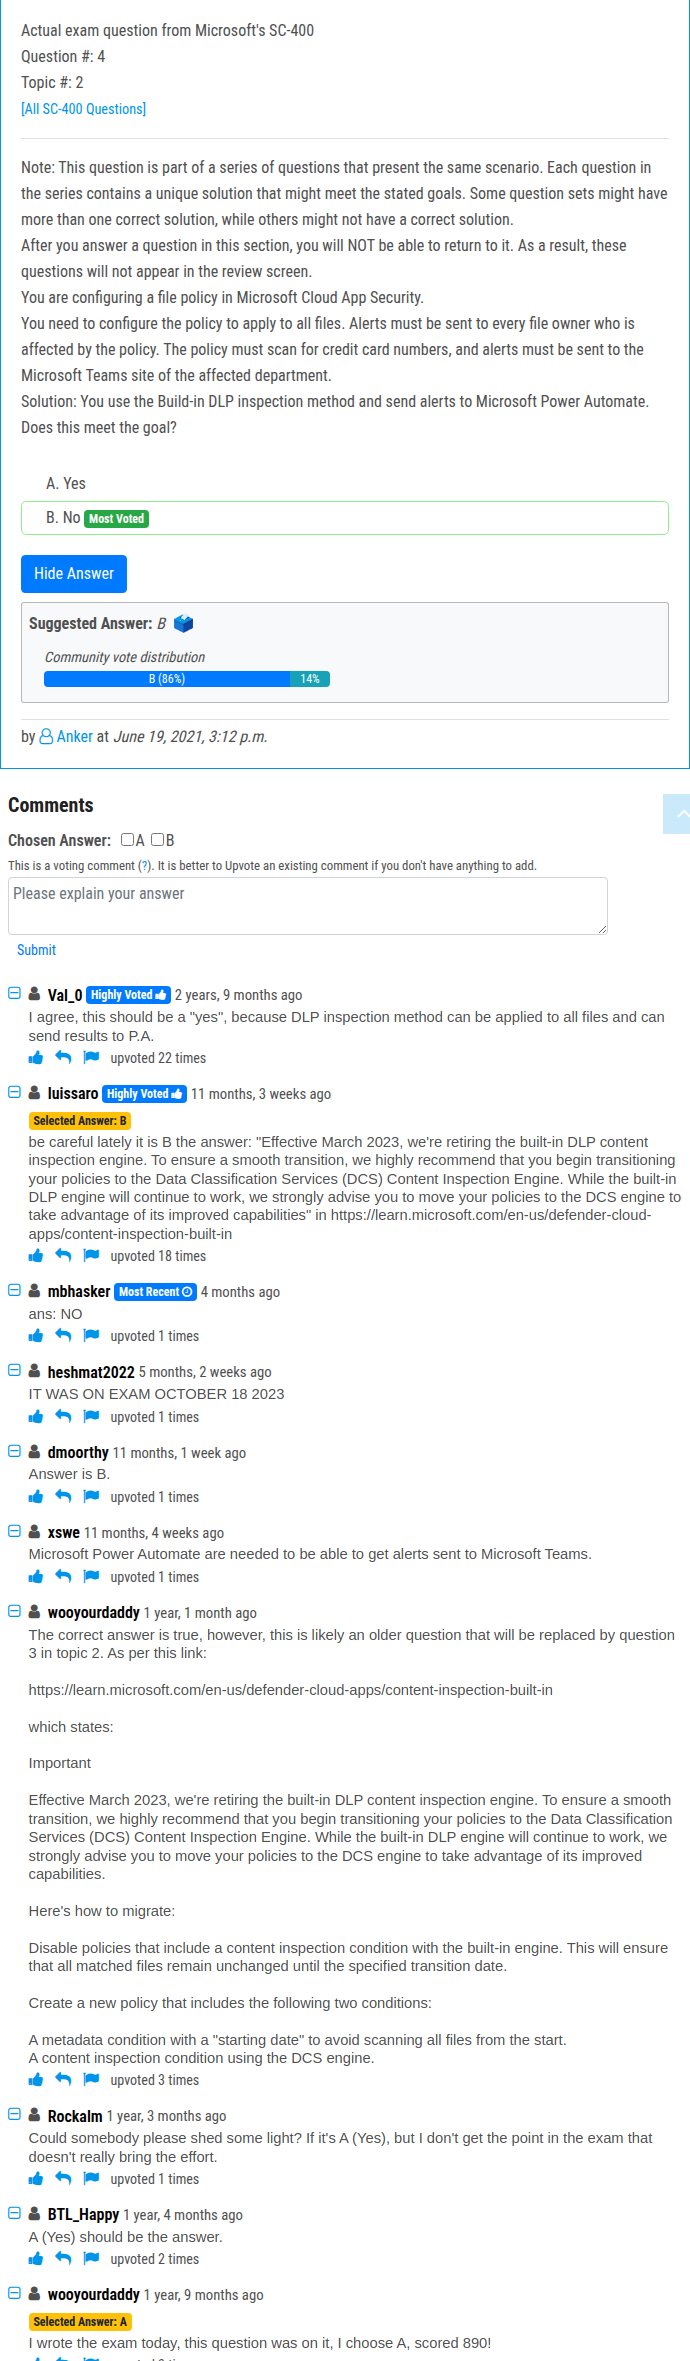 Actual exam question from Microsoft's SC-400
Question #: 4
Topic #: 2
[All SC-400 Questions]
Note: This question is part of a series of questions that present the same scenario. Each question in
the series contains a unique solution that might meet the stated goals. Some question sets might have
more than one correct solution, while others might not have a correct solution.
After you answer a question in this section, you will NOT be able to return to it. As a result, these
questions will not appear in the review screen.
You are configuring a file policy in Microsoft Cloud App Security.
You need to configure the policy to apply to all files. Alerts must be sent to every file owner who is
affected by the policy. The policy must scan for credit card numbers, and alerts must be sent to the
Microsoft Teams site of the affected department.
Solution: You use the Build-in DLP inspection method and send alerts to Microsoft Power Automate.
Does this meet the goal?
A. Yes
B. No Most Voted
Hide Answer
Suggested Answer: B
Community vote distribution
B (86%) 14%
by Anker at June 19, 2021, 3:12 p.m.
Comments
Chosen Answer: A B
This is a voting comment (?). It is better to Upvote an existing comment if you don't have anything to add.
Please explain your answer
Submit
Val_0 Highly Voted 2 years, 9 months ago
I agree, this should be a "yes", because DLP inspection method can be applied to all files and can
send results to P.A.
upvoted 22 times
luissaro Highly Voted 11 months, 3 weeks ago
Selected Answer: B
be careful lately it is B the answer: "Effective March 2023, we're retiring the built-in DLP content
inspection engine. To ensure a smooth transition, we highly recommend that you begin transitioning
your policies to the Data Classification Services (DCS) Content Inspection Engine. While the built-in
DLP engine will continue to work, we strongly advise you to move your policies to the DCS engine to
take advantage of its improved capabilities" in https://learn.microsoft.com/en-us/defender-cloud-
apps/content-inspection-built-in
upvoted 18 times
mbhasker Most Recent 4 months ago
ans: NO
upvoted 1 times
heshmat2022 5 months, 2 weeks ago
IT WAS ON EXAM OCTOBER 18 2023
upvoted 1 times
dmoorthy 11 months, 1 week ago
Answer is B.
upvoted 1 times
xswe 11 months, 4 weeks ago
Microsoft Power Automate are needed to be able to get alerts sent to Microsoft Teams.
upvoted 1 times
wooyourdaddy 1 year, 1 month ago
The correct answer is true, however, this is likely an older question that will be replaced by question
3 in topic 2. As per this link:
https://learn.microsoft.com/en-us/defender-cloud-apps/content-inspection-built-in
which states:
Important
Effective March 2023, we're retiring the built-in DLP content inspection engine. To ensure a smooth
transition, we highly recommend that you begin transitioning your policies to the Data Classification
Services (DCS) Content Inspection Engine. While the built-in DLP engine will continue to work, we
strongly advise you to move your policies to the DCS engine to take advantage of its improved
capabilities.
Here's how to migrate:
Disable policies that include a content inspection condition with the built-in engine. This will ensure
that all matched files remain unchanged until the specified transition date.
Create a new policy that includes the following two conditions:
A metadata condition with a "starting date" to avoid scanning all files from the start.
A content inspection condition using the DCS engine.
upvoted 3 times
Rockalm 1 year, 3 months ago
Could somebody please shed some light? If it's A (Yes), but I don't get the point in the exam that
doesn't really bring the effort.
upvoted 1 times
BTL_Happy 1 year, 4 months ago
A (Yes) should be the answer.
upvoted 2 times
wooyourdaddy 1 year, 9 months ago
Selected Answer: A
I wrote the exam today, this question was on it, I choose A, scored 890!